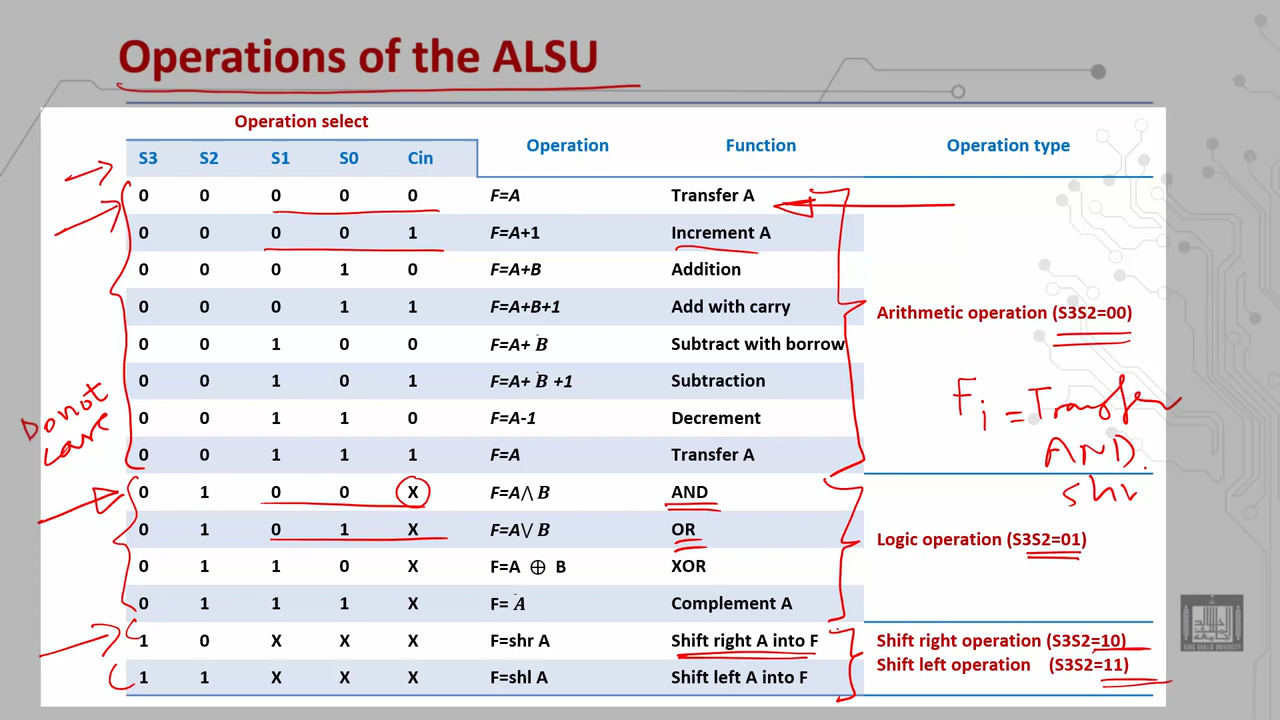 Operations of the ALSU
Operation select Operation Function Operation type
S3 S2 S1 S0 Cin
0 0 0 0 0 F=A Transfer A
0 0 0 0 1 F=A+1 Increment A
0 0 0 1 0 F=A+B Addition
0 0 0 1 1 F=A+B+1 Add with carry
Arithmetic operation (S3S2=00)
0 0 1 0 0 F=A+ B̄ Subtract with borrow
0 0 1 0 1 F=A+ B̄ +1 Subtraction
0 0 1 1 0 F=A-1 Decrement
0 0 1 1 1 F=A Transfer A
Do not
care
Fi = Transfer
AND.
shr
0 1 0 0 X F=A∧B AND
0 1 0 1 X F=A∨B OR
Logic operation (S3S2=01)
0 1 1 0 X F=A ⊕ B XOR
0 1 1 1 X F= Ā Complement A
1 0 X X X F=shr A Shift right A into F Shift right operation (S3S2=10)
1 1 X X X F=shl A Shift left A into F Shift left operation (S3S2=11)
KING KHALID UNIVERSITY